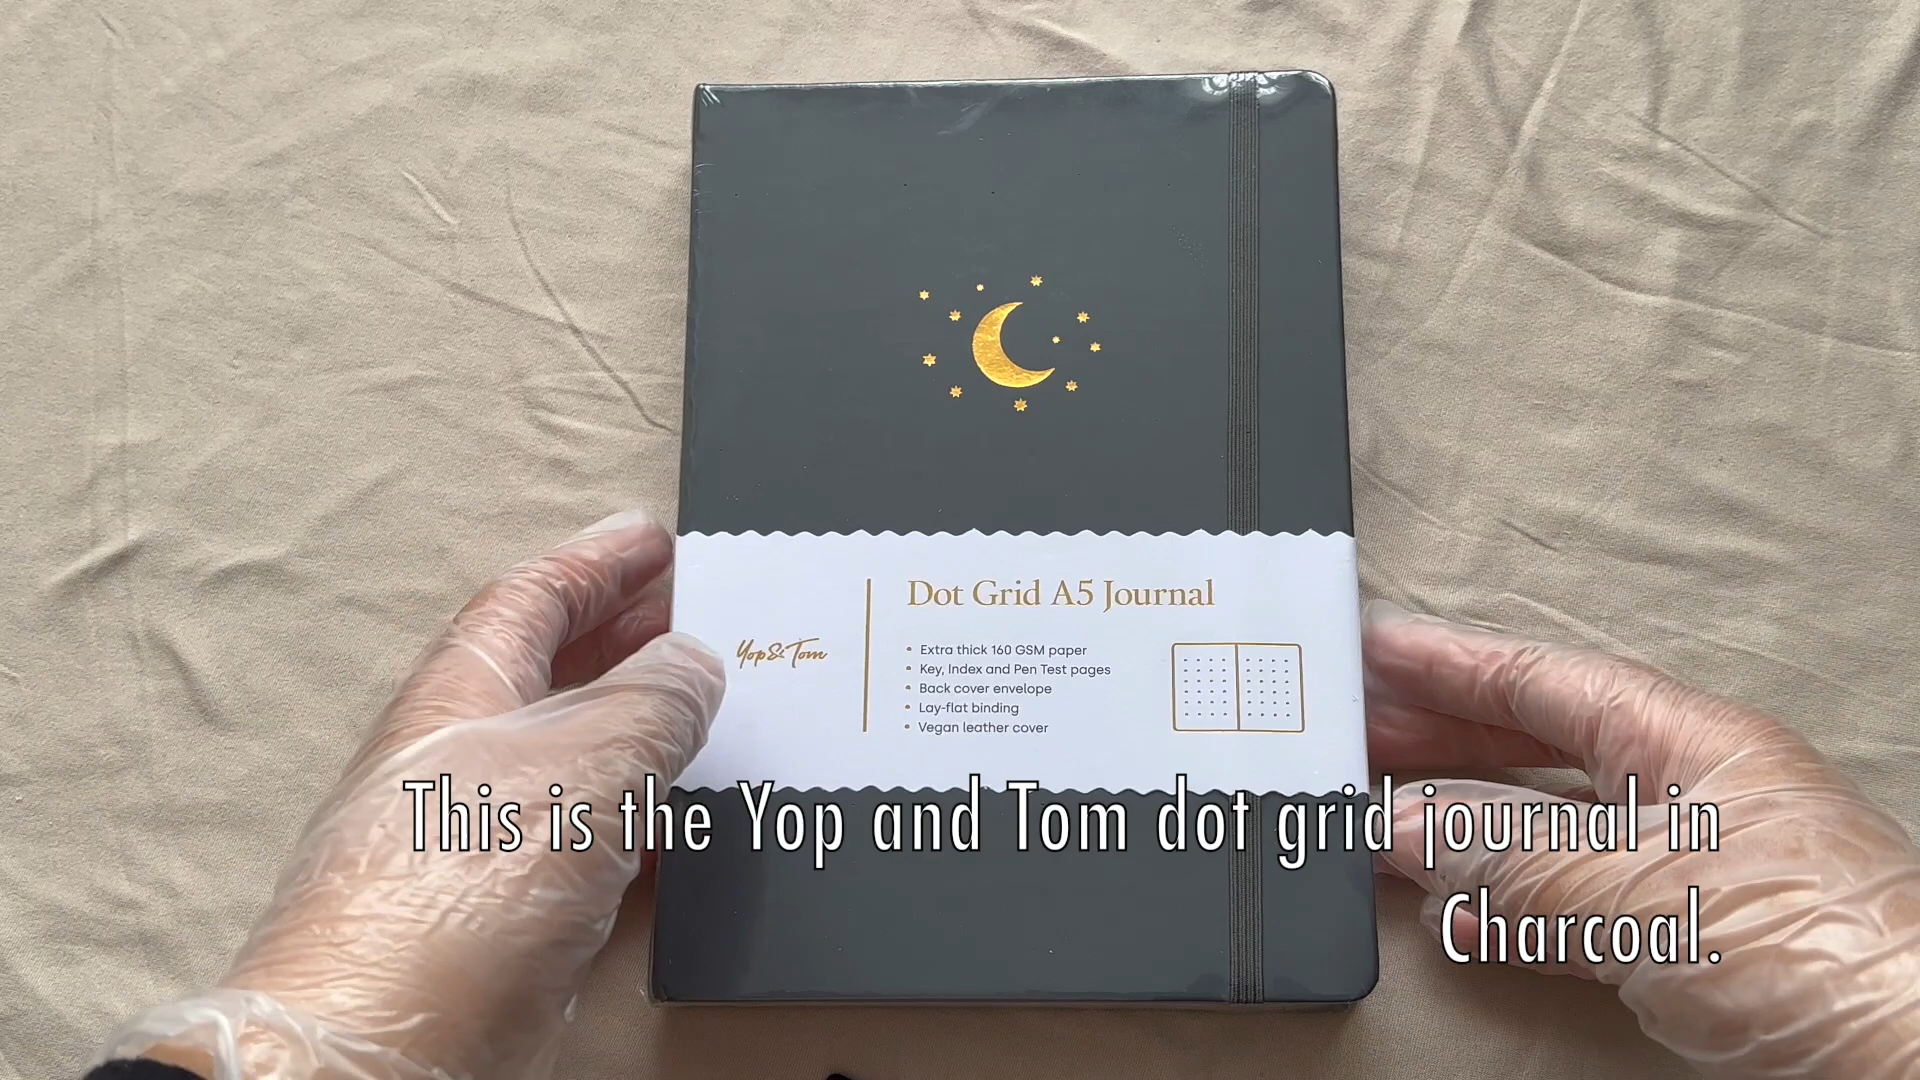 Dot Grid A5 Journal
Yop&Tom
• Extra thick 160 GSM paper
• Key, Index and Pen Test pages
• Back cover envelope
• Lay-flat binding
• Vegan leather cover
This is the Yop and Tom dot grid journal in
Charcoal.